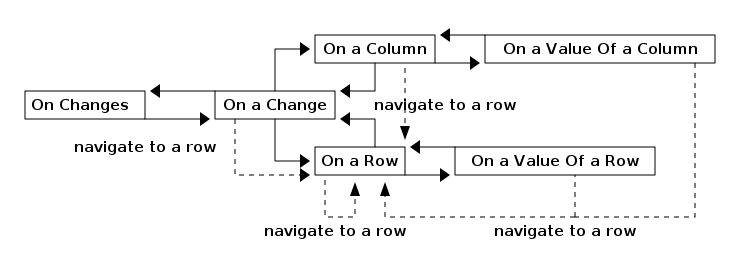 On a Column
On a Value Of a Column
On Changes
On a Change
navigate to a row
navigate to a row
On a Row
On a Value Of a Row
navigate to a row
navigate to a row